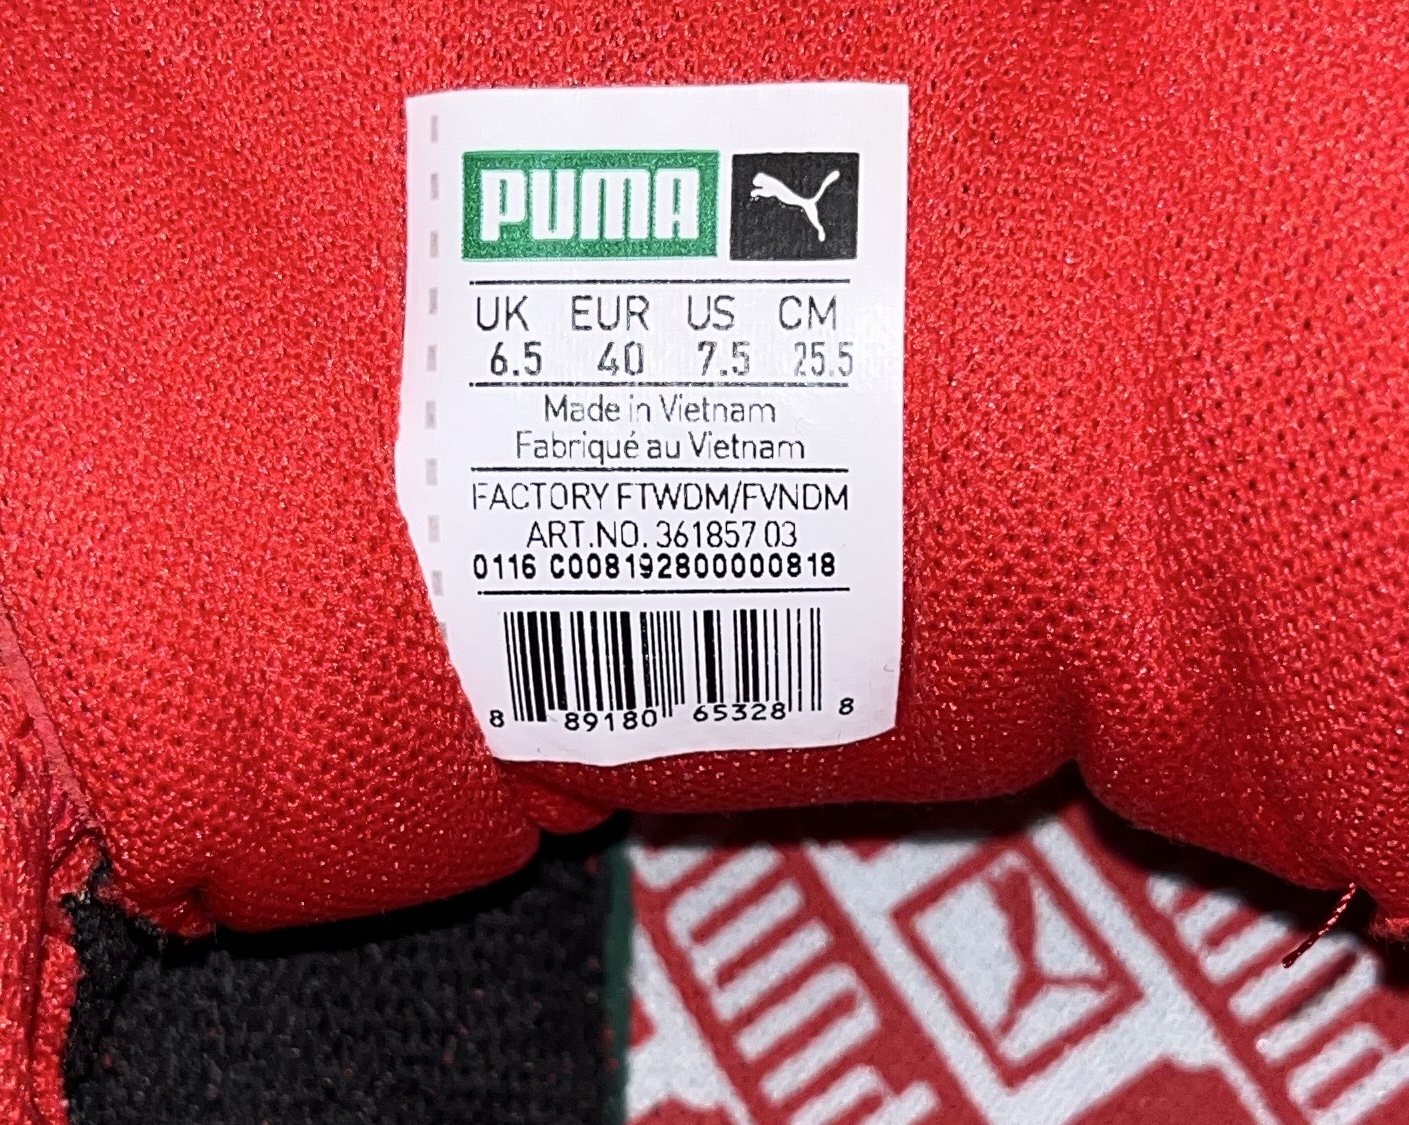 PUMA
UK EUR US CM
6.5 40 7.5 25.5
Made in Vietnam
Fabriqué au Vietnam
FACTORY FTWDM/FVNDM
ART.NO. 361857 03
0116 C008192800000818
8 89180 65328 8